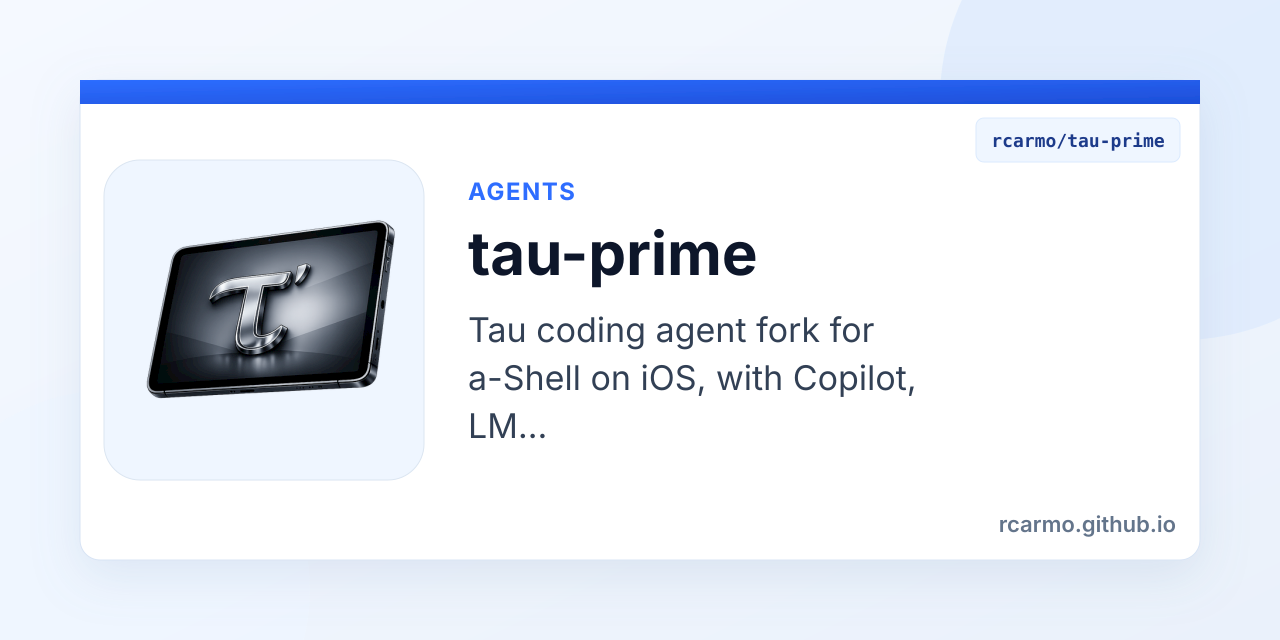 rcarmo/tau-prime
AGENTS
tau-prime
Tau coding agent fork for
a-Shell on iOS, with Copilot,
LM...
τ′
rcarmo.github.io